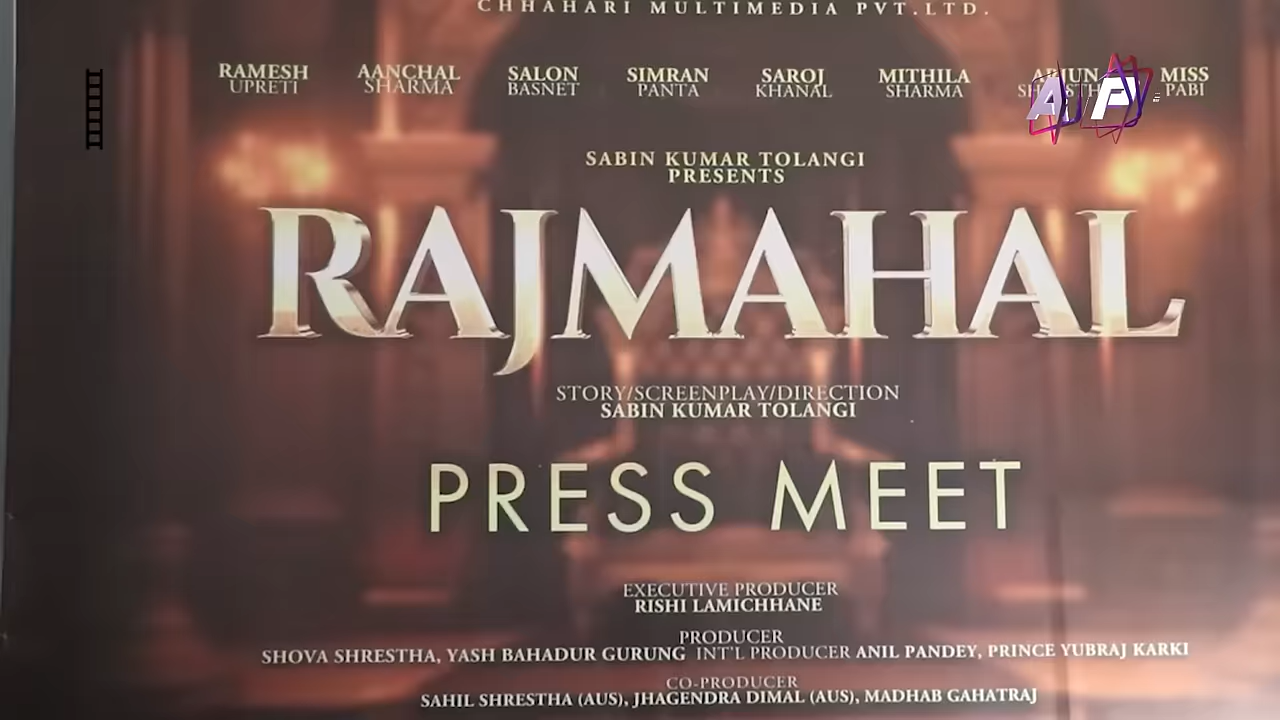 CHHAHARI MULTIMEDIA PVT.LTD.
RAMESH UPRETI
AANCHAL SHARMA
SALON BASNET
SIMRAN PANTA
SAROJ KHANAL
MITHILA SHARMA
ARJUN
MISS PABI
SABIN KUMAR TOLANGI
PRESENTS
RAJMAHAL
STORY/SCREENPLAY/DIRECTION
SABIN KUMAR TOLANGI
PRESS MEET
EXECUTIVE PRODUCER
RISHI LAMICHHANE
PRODUCER
SHOVA SHRESTHA, YASH BAHADUR GURUNG INT'L PRODUCER ANIL PANDEY, PRINCE YUBRAJ KARKI
CO-PRODUCER
SAHIL SHRESTHA (AUS), JHAGENDRA DIMAL (AUS), MADHAB GAHATRAJ